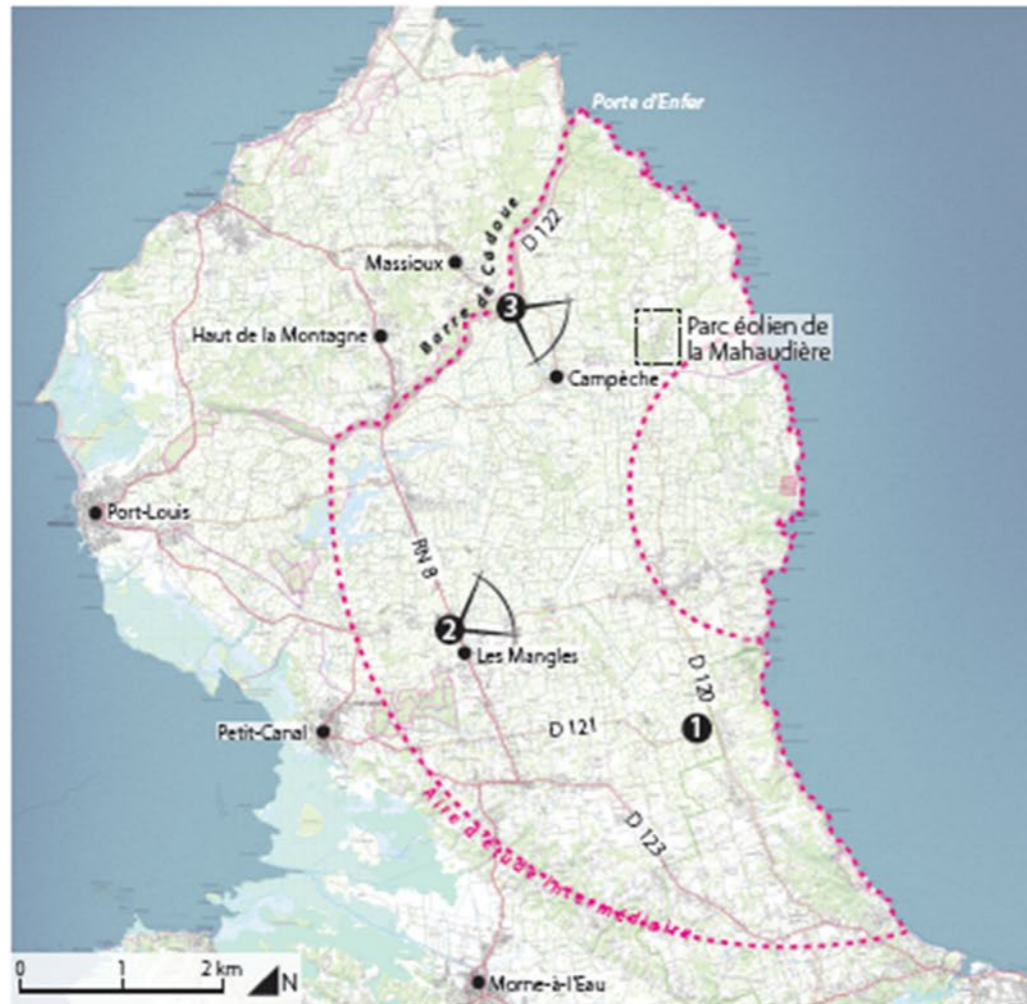 Porte d'Enfer
D 122
Massioux
Barre de Cadoue
3
Haut de la Montagne
Parc éolien de
la Mahaudière
Campèche
Port-Louis
RN 8
2
Les Mangles
D 120
1
Petit-Canal
D 121
Aire d'étude intermédiaire
D 123
0 1 2 km
N
Morne-à-l'Eau